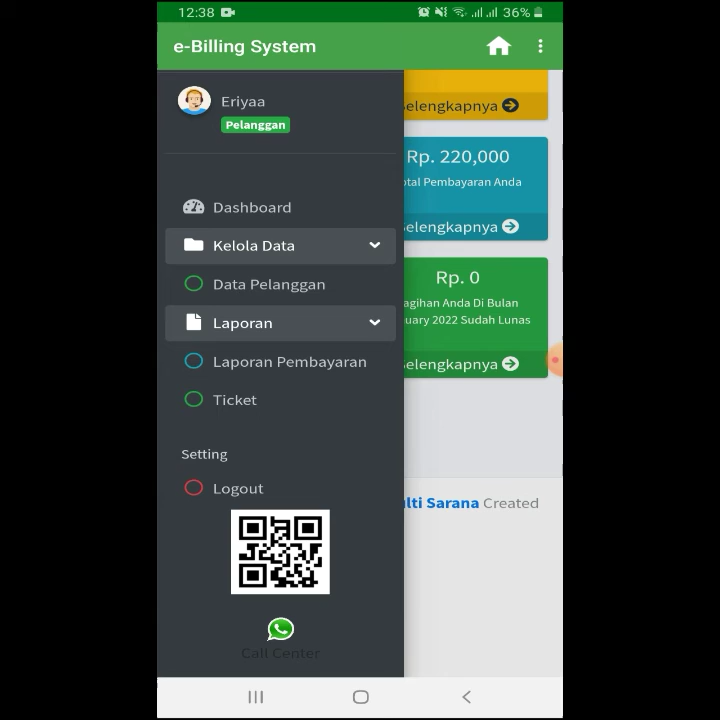 12:38
36%
e-Billing System
Eriyaa
Pelanggan
Dashboard
Kelola Data
Data Pelanggan
Laporan
Laporan Pembayaran
Ticket
Setting
Logout
Call Center
elengkapnya
Rp. 220,000
tal Pembayaran Anda
elengkapnya
Rp. 0
agihan Anda Di Bulan
uary 2022 Sudah Lunas
elengkapnya
lti Sarana Created